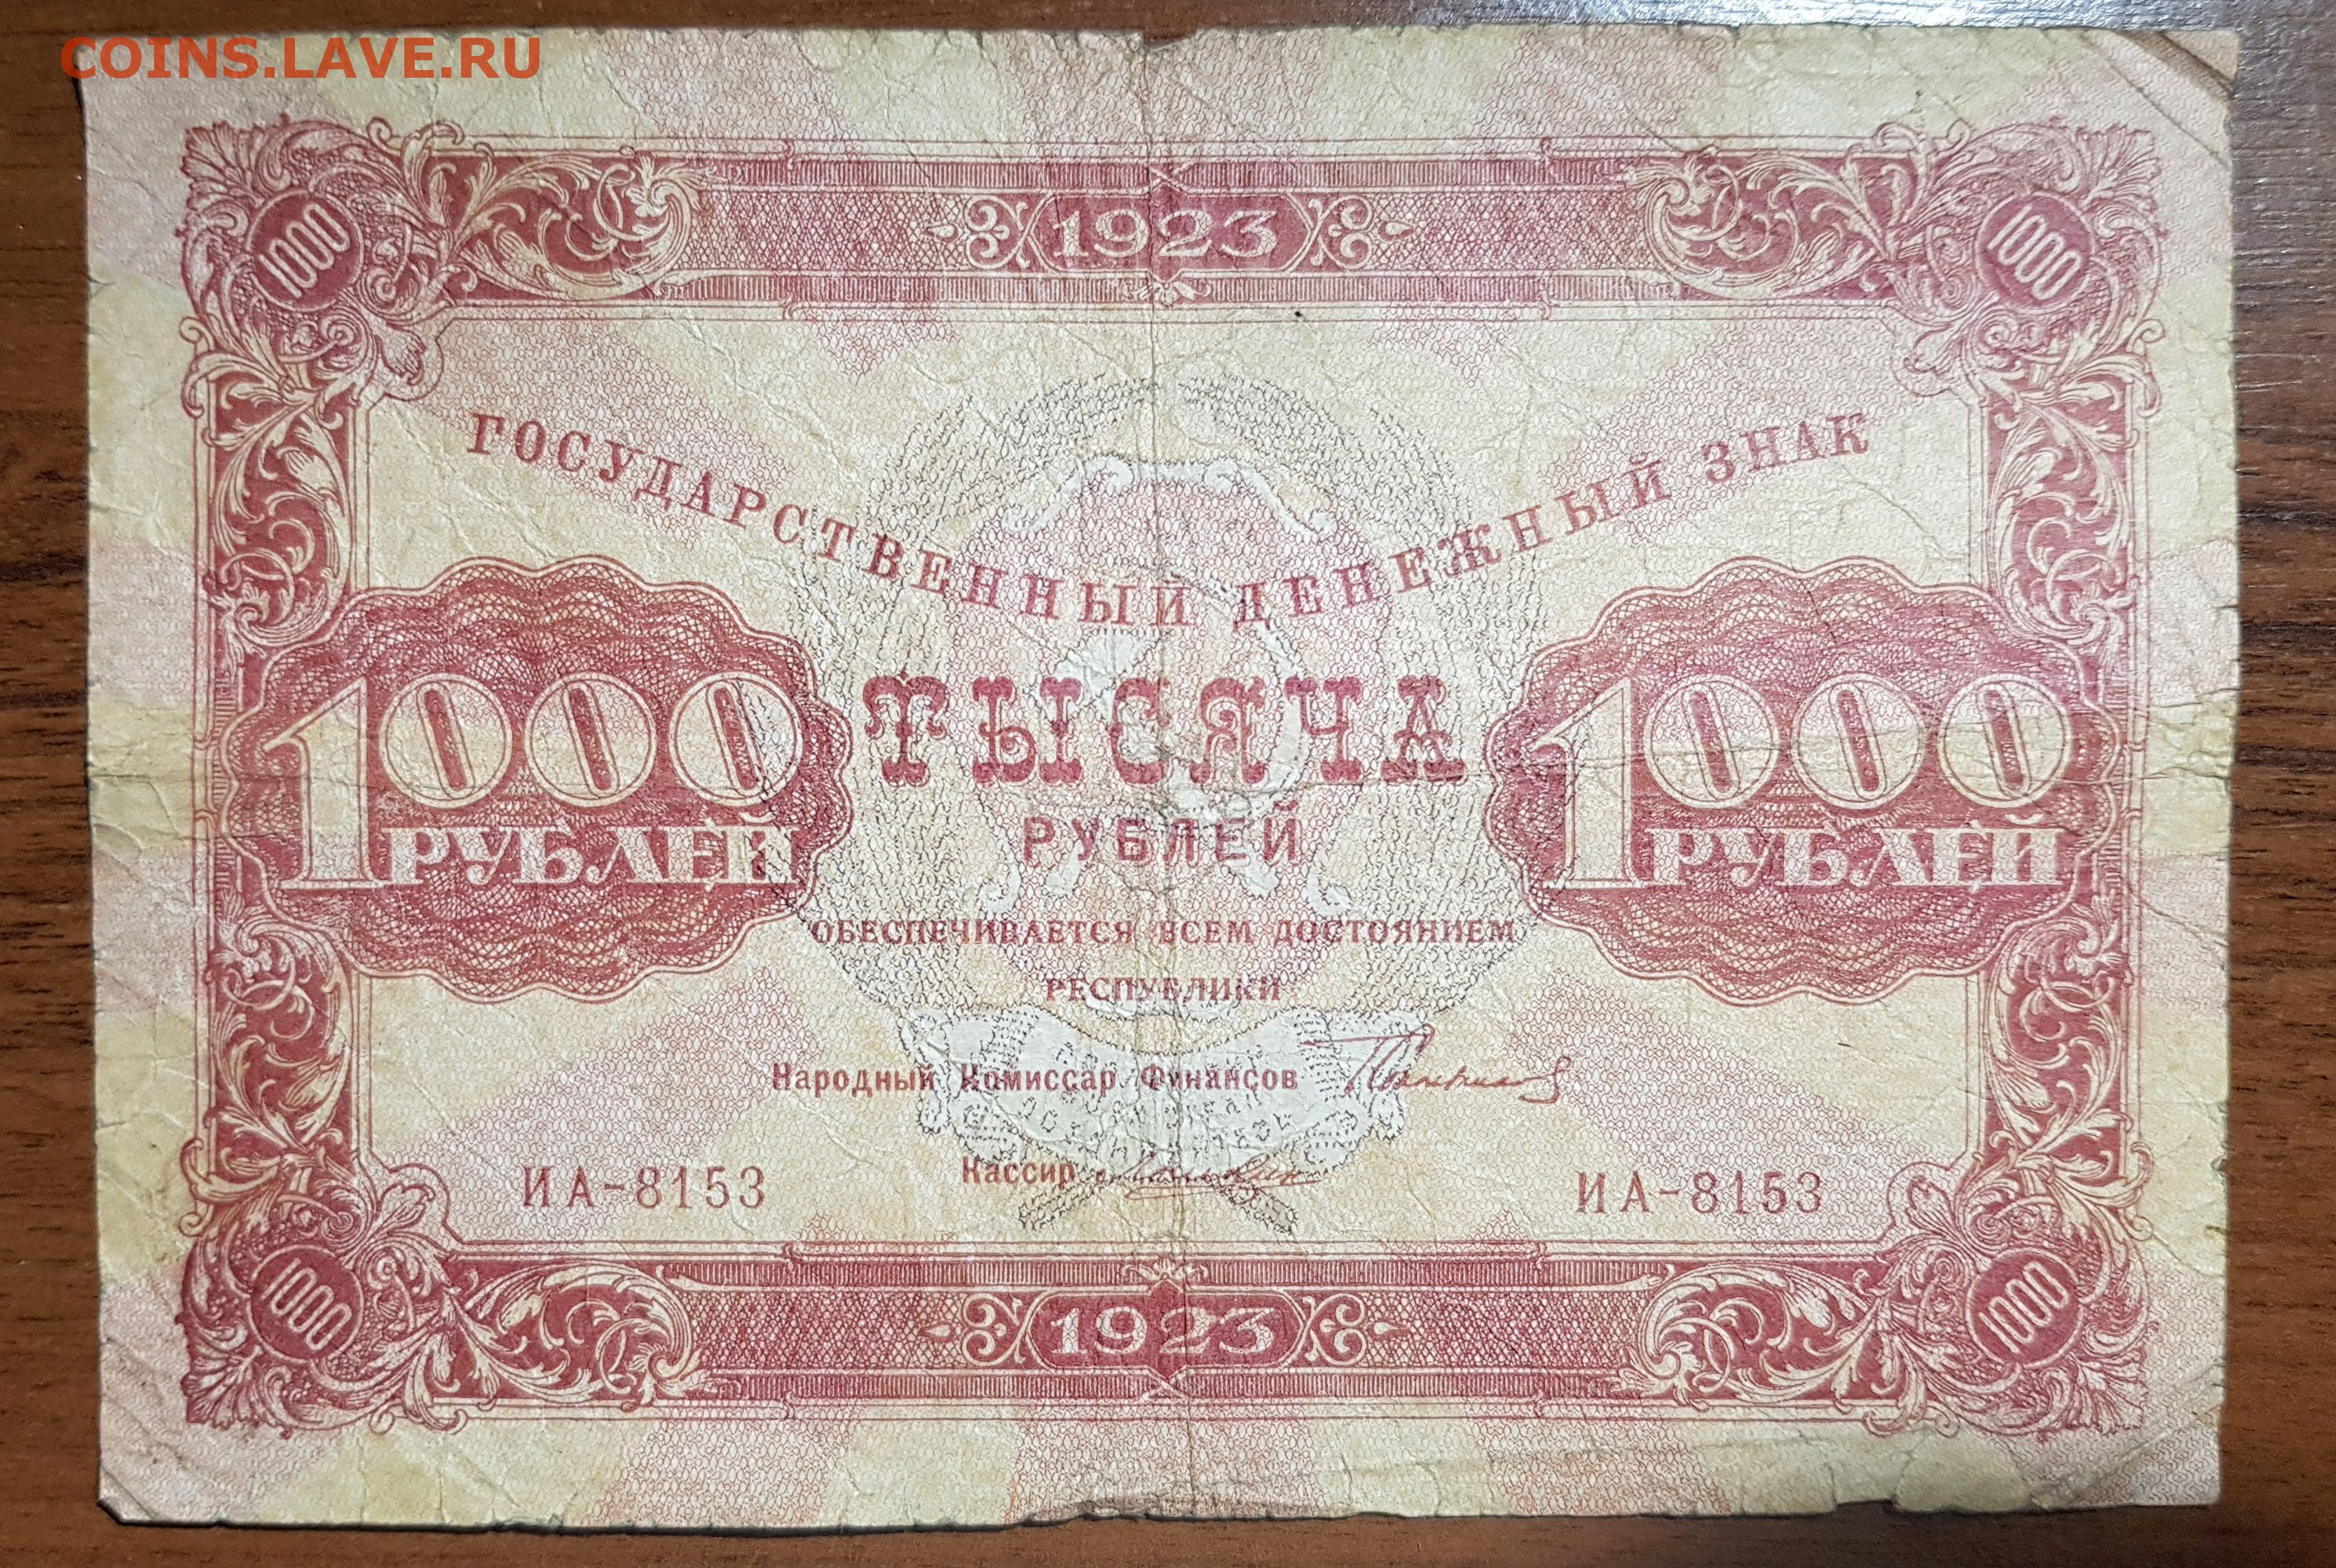 COINS.LAVE.RU
1000 1923 1000
ГОСУДАРСТВЕННЫЙ ДЕНЕЖНЫЙ ЗНАК
1000 РУБЛЕЙ
ТЫСЯЧА
РУБЛЕЙ
1000 РУБЛЕЙ
ОБЕСПЕЧИВАЕТСЯ ВСЕМ ДОСТОЯНИЕМ
РЕСПУБЛИКИ
Народный Комиссар Финансов
Кассир
ИА-8153 ИА-8153
1000 1923 1000